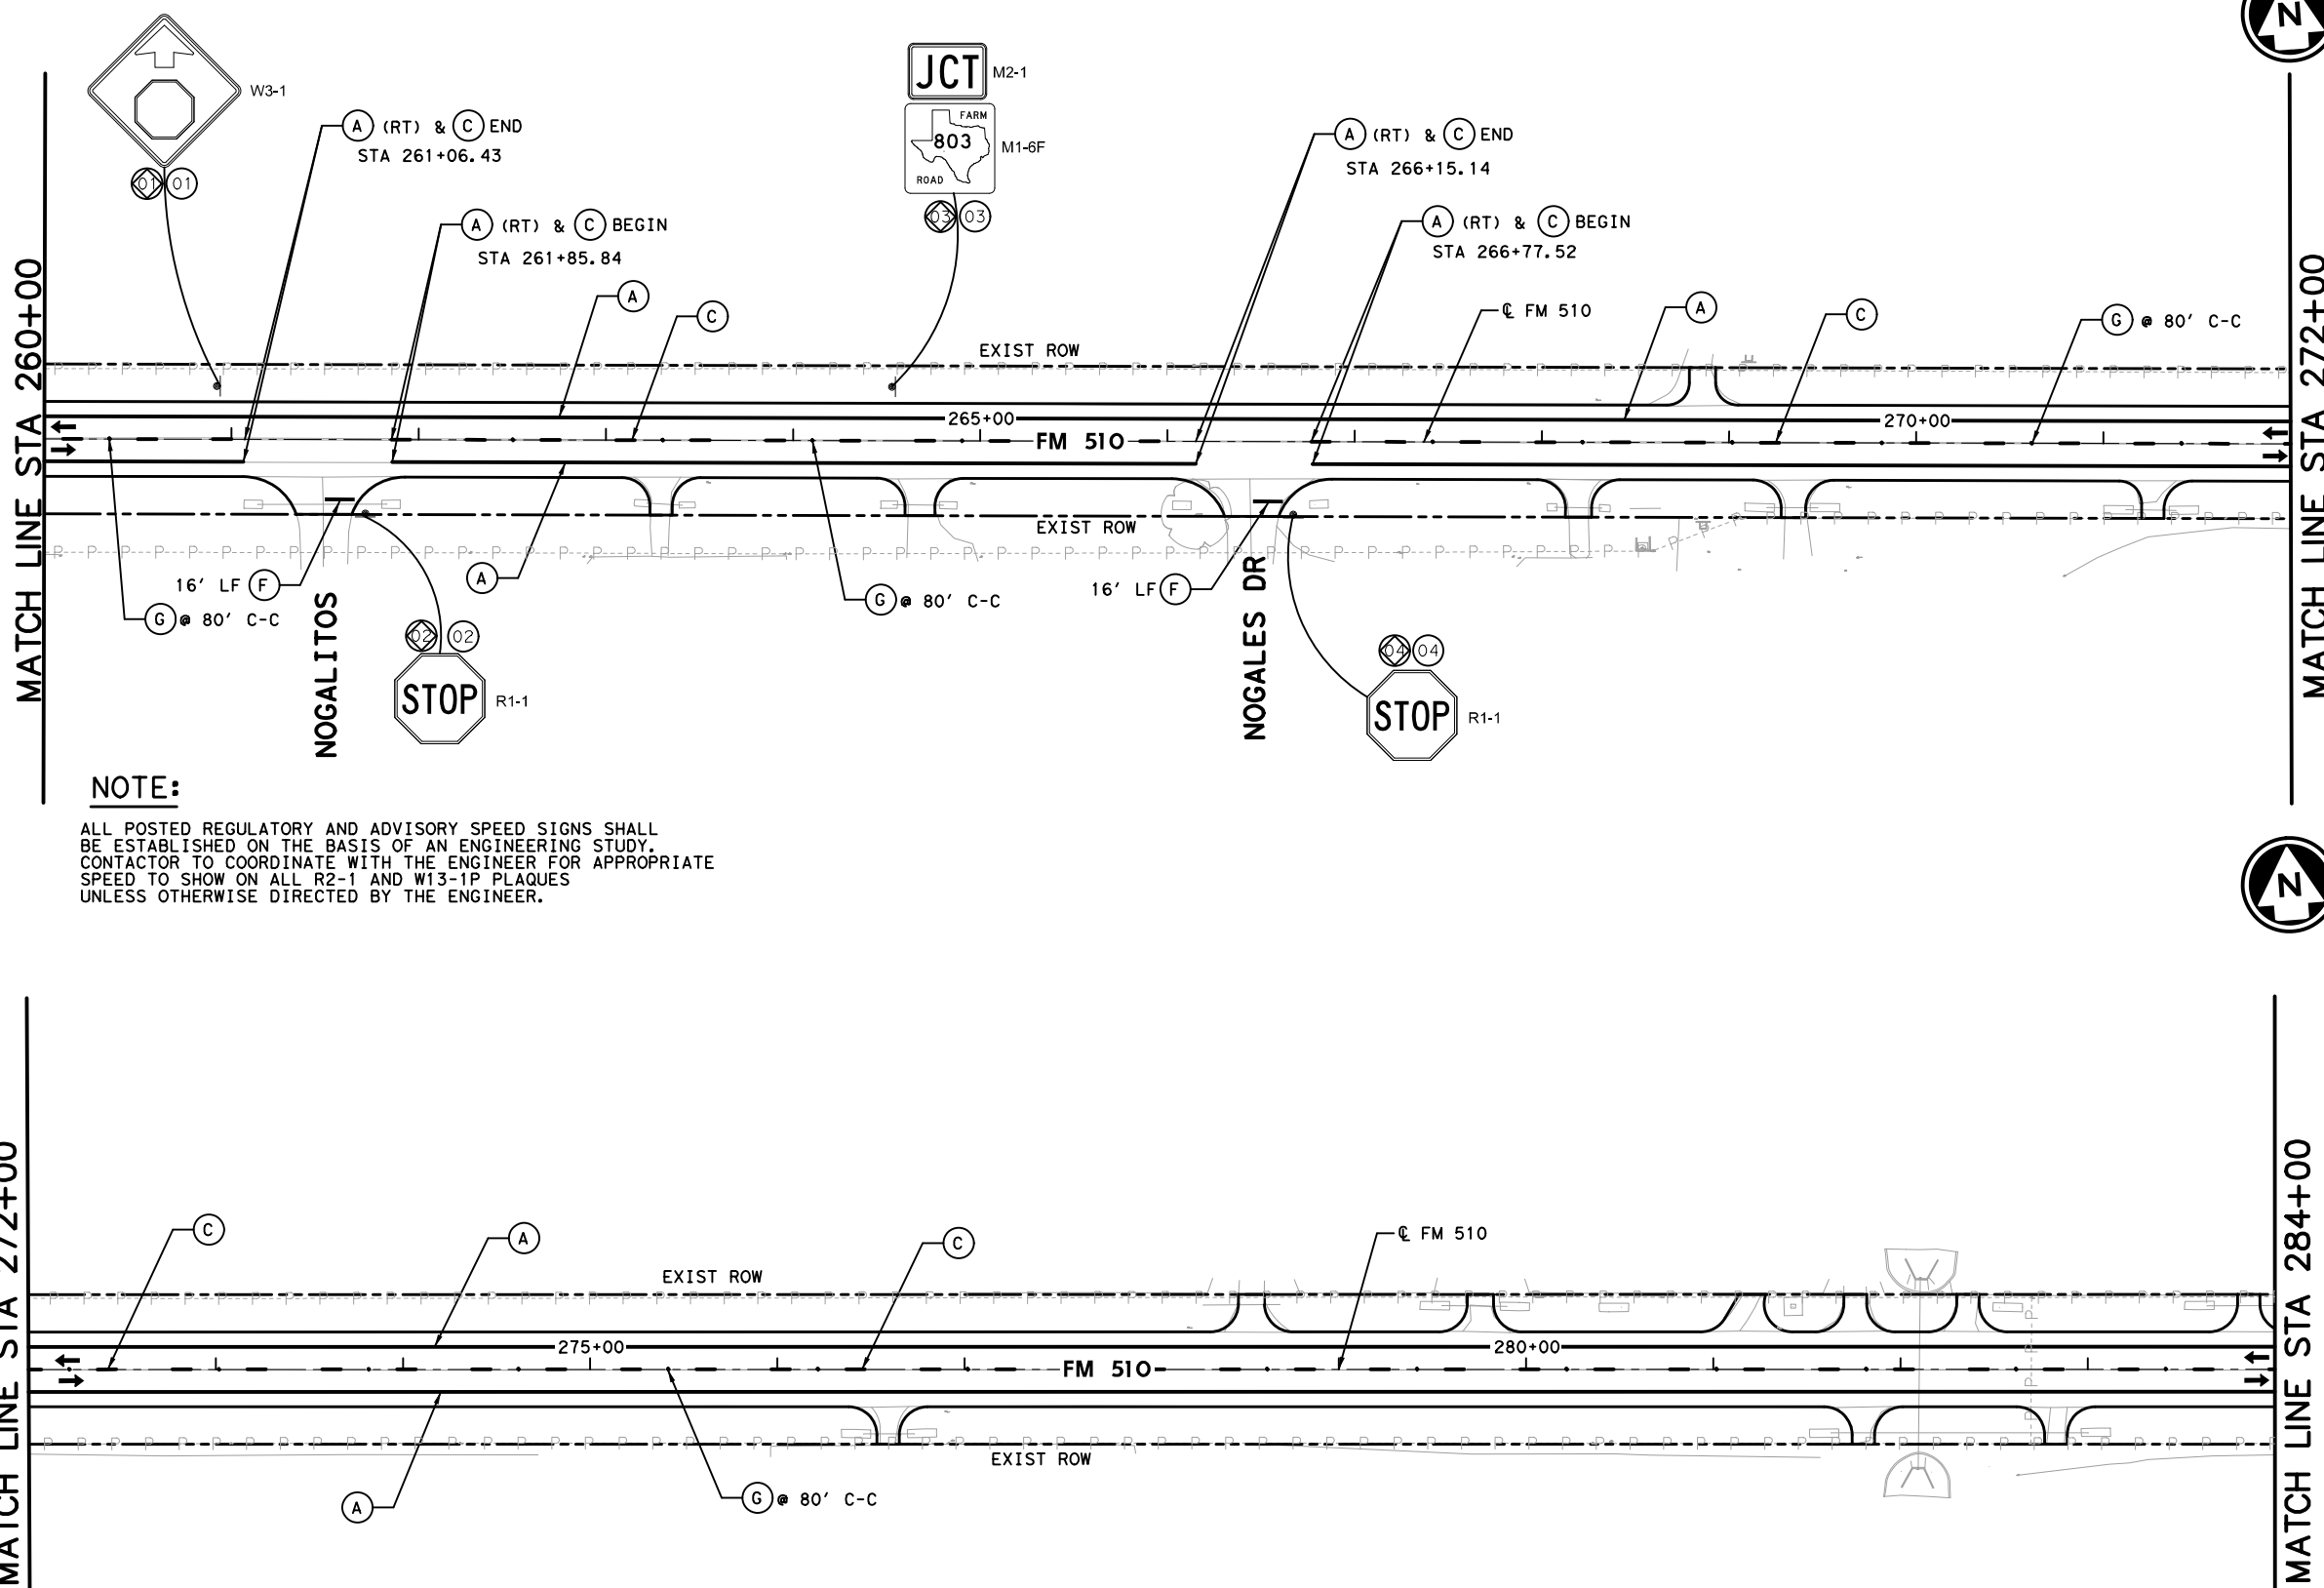 N
W3-1
JCT
M2-1
FARM
803
ROAD
M1-6F
01 01
03 03
A (RT) & C END
STA 261+06.43
A (RT) & C BEGIN
STA 261+85.84
A (RT) & C END
STA 266+15.14
A (RT) & C BEGIN
STA 266+77.52
A
C
℄ FM 510
A
C
G @ 80' C-C
EXIST ROW
MATCH LINE STA 260+00
265+00
FM 510
270+00
MATCH LINE STA 272+00
EXIST ROW
16' LF F
G @ 80' C-C
NOGALITOS
A
02 02
STOP
R1-1
G @ 80' C-C
16' LF F
NOGALES DR
04 04
STOP
R1-1
NOTE:
ALL POSTED REGULATORY AND ADVISORY SPEED SIGNS SHALL
BE ESTABLISHED ON THE BASIS OF AN ENGINEERING STUDY.
CONTACTOR TO COORDINATE WITH THE ENGINEER FOR APPROPRIATE
SPEED TO SHOW ON ALL R2-1 AND W13-1P PLAQUES
UNLESS OTHERWISE DIRECTED BY THE ENGINEER.
N
C
A
C
℄ FM 510
EXIST ROW
MATCH LINE STA 272+00
275+00
FM 510
280+00
MATCH LINE STA 284+00
EXIST ROW
A
G @ 80' C-C